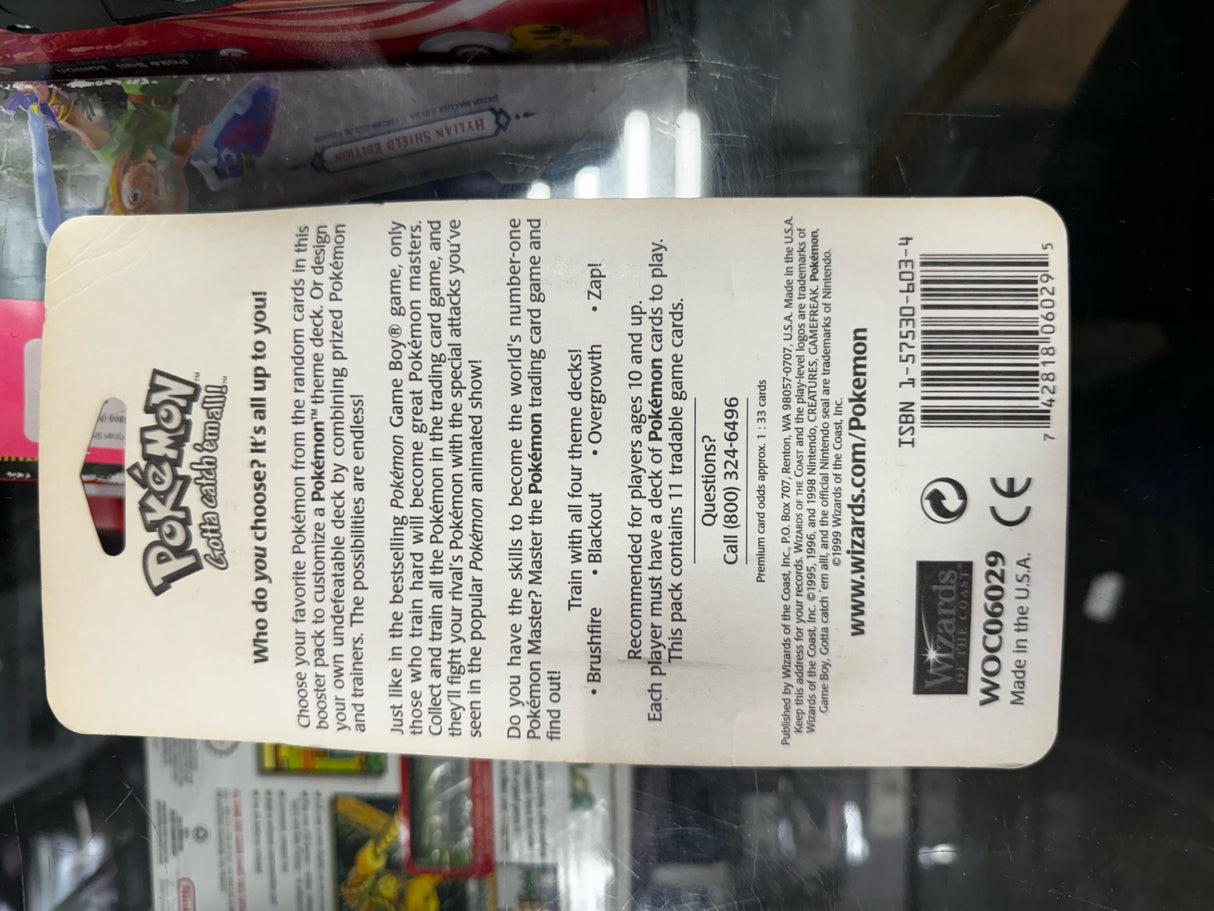 POKéMON™
Gotta catch 'em all!™
Who do you choose? It's all up to you!
Choose your favorite Pokémon from the random cards in this
booster pack to customize a Pokémon™ theme deck. Or design
your own undefeatable deck by combining prized Pokémon
and trainers. The possibilities are endless!
Just like in the bestselling Pokémon Game Boy® game, only
those who train hard will become great Pokémon masters.
Collect and train all the Pokémon in the trading card game, and
they'll fight your rival's Pokémon with the special attacks you've
seen in the popular Pokémon animated show!
Do you have the skills to become the world's number-one
Pokémon Master? Master the Pokémon trading card game and
find out!
Train with all four theme decks!
• Brushfire • Blackout • Overgrowth • Zap!
Recommended for players ages 10 and up.
Each player must have a deck of Pokémon cards to play.
This pack contains 11 tradable game cards.
Questions?
Call (800) 324-6496
Premium card odds approx. 1 : 33 cards
Published by Wizards of the Coast, Inc., P.O. Box 707, Renton, WA 98057-0707, U.S.A. Made in the U.S.A.
Keep this address for your records. WIZARDS OF THE COAST and the play-level logos are trademarks of
Wizards of the Coast, Inc. ©1995, 1996, and 1998 Nintendo, CREATURES, GAMEFREAK. Pokémon,
Game Boy, Gotta catch 'em all!, and the official Nintendo seal are trademarks of Nintendo.
©1999 Wizards of the Coast, Inc.
www.wizards.com/Pokemon
Wizards
OF THE COAST®
WOC06029
Made in the U.S.A.
CE
ISBN 1-57530-603-4
7 42818 06029 5
HYLIAN SHIELD EDITION